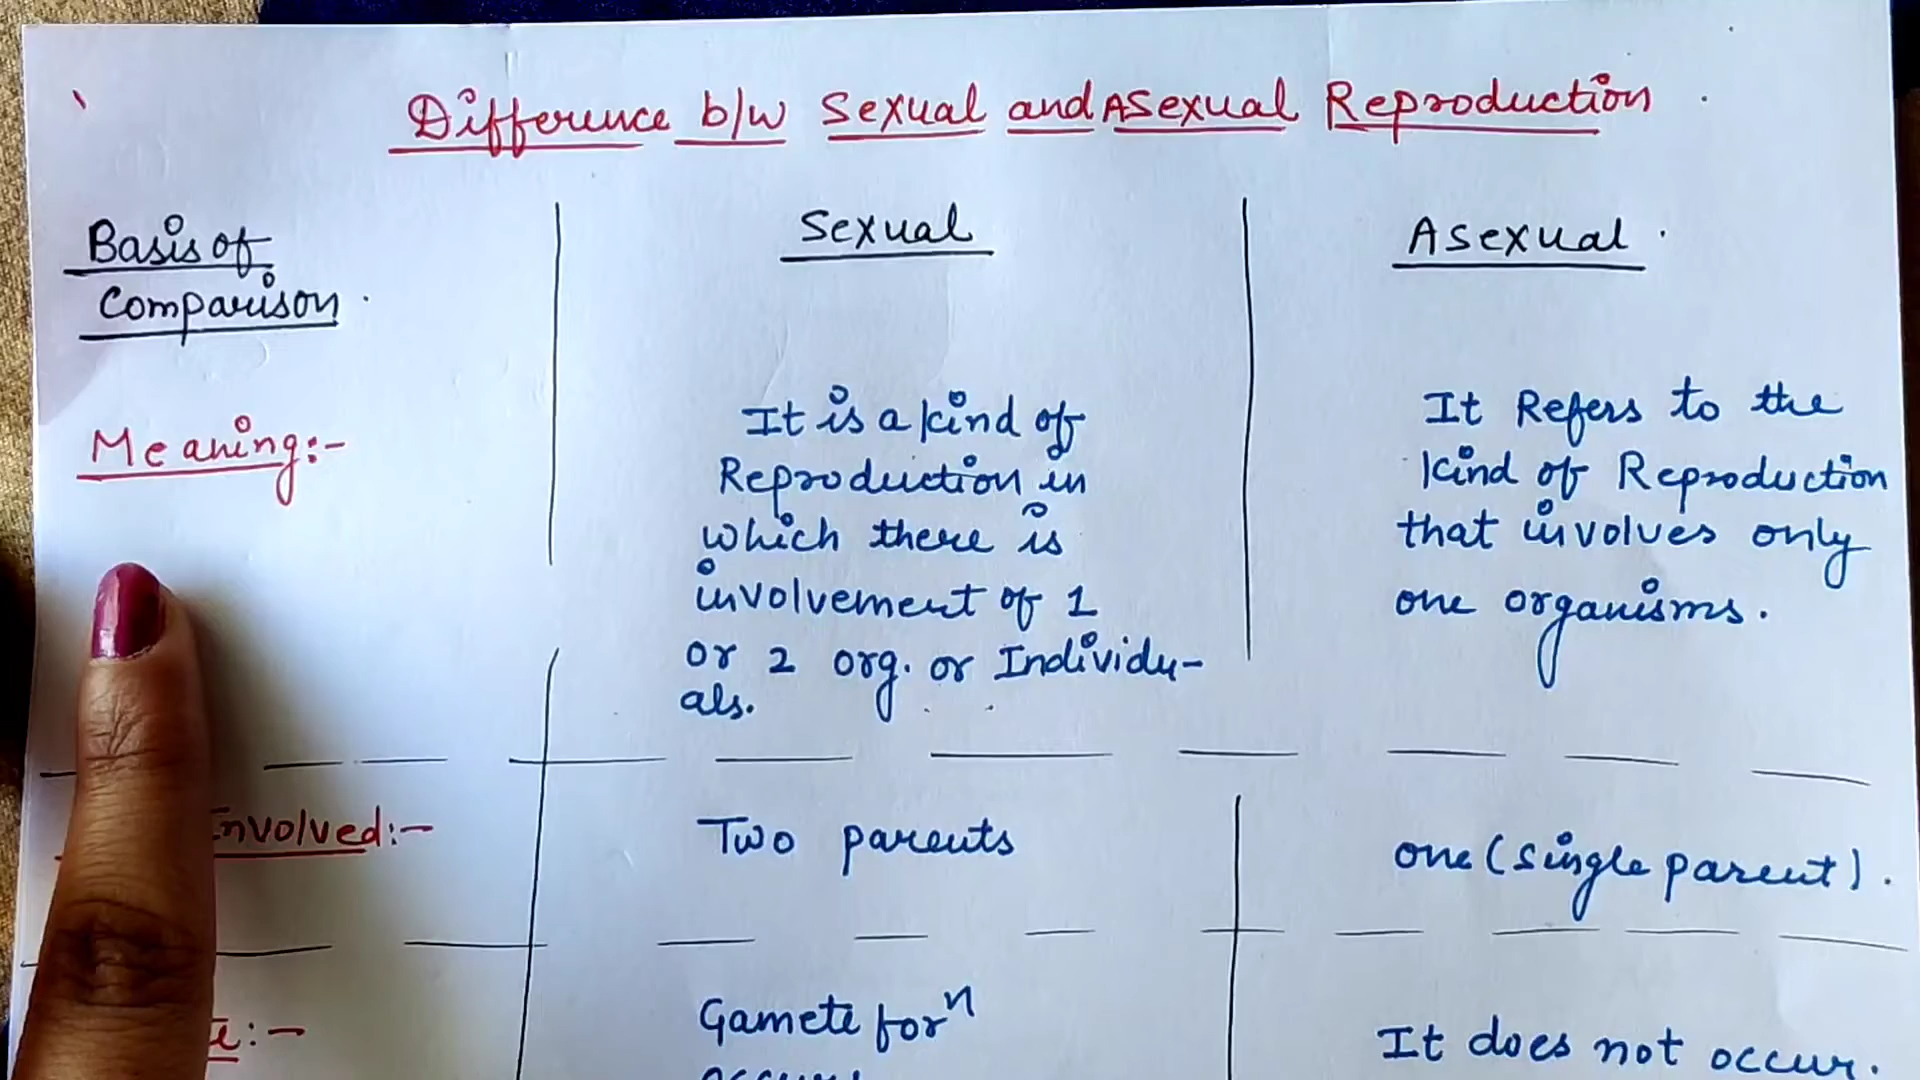 Difference b/w Sexual and Asexual Reproduction
Basis of
Comparison.
Sexual
Asexual.
Meaning:-
It is a kind of
Reproduction in
which there is
involvement of 1
or 2 org. or Individu-
als.
It Refers to the
kind of Reproduction
that involves only
one organisms.
Involved:-
Two parents
one (single parent).
Gamete forⁿ
It does not occur.